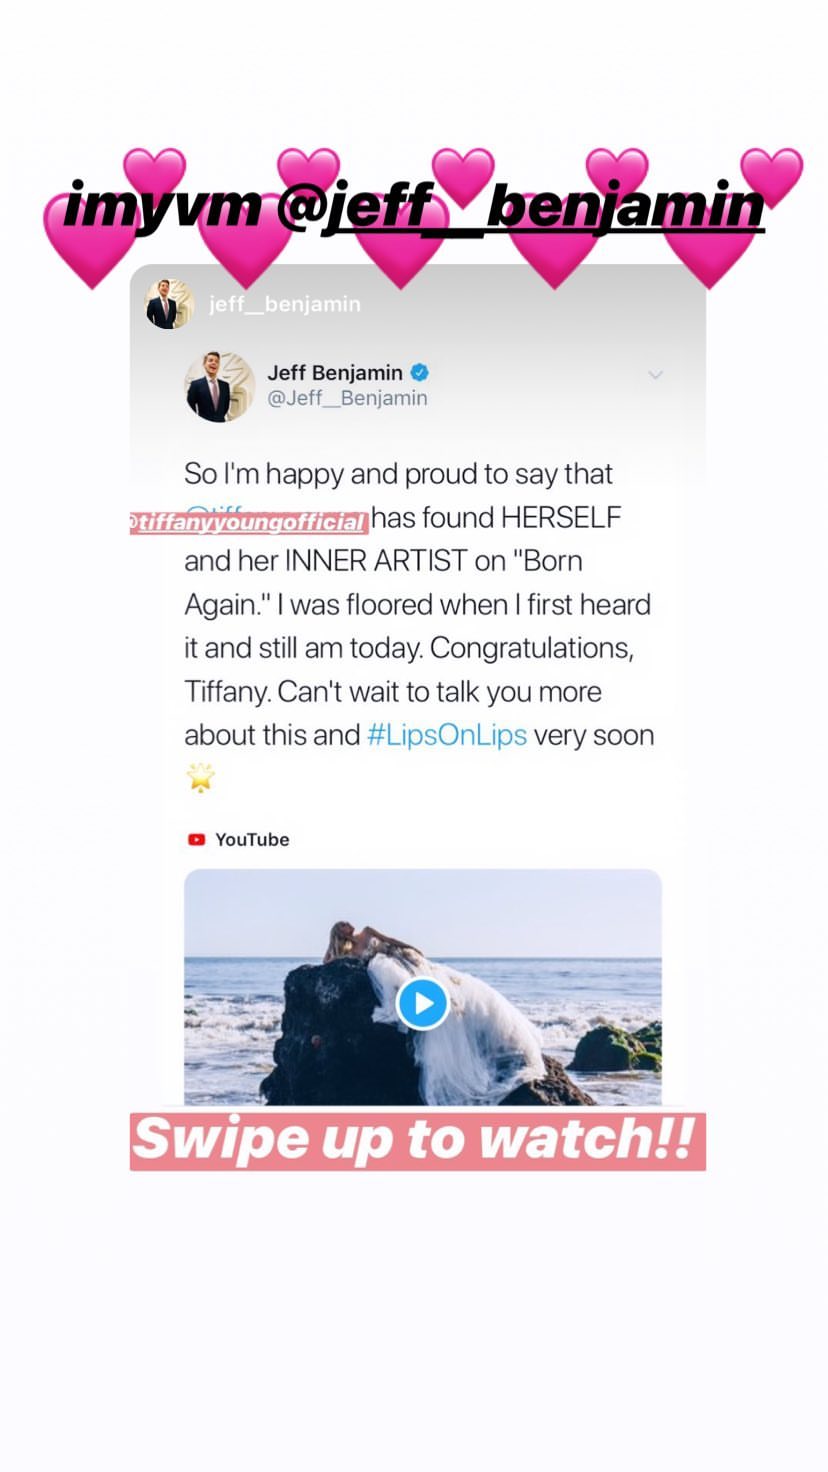 imyvm @jeff__benjamin
jeff__benjamin
Jeff Benjamin
@Jeff__Benjamin
So I'm happy and proud to say that
@tiffanyyoungofficial has found HERSELF
and her INNER ARTIST on "Born
Again." I was floored when I first heard
it and still am today. Congratulations,
Tiffany. Can't wait to talk you more
about this and #LipsOnLips very soon
YouTube
Swipe up to watch!!